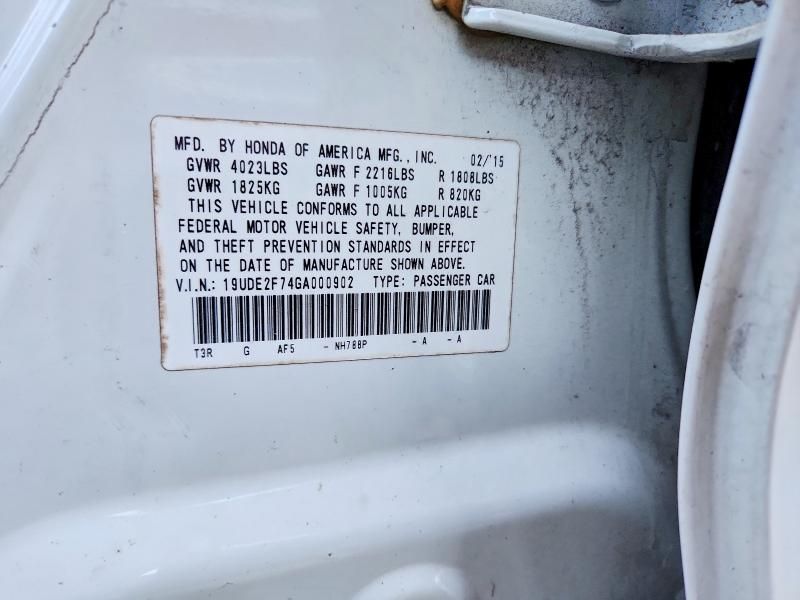 MFD. BY HONDA OF AMERICA MFG., INC. 02/'15
GVWR 4023LBS GAWR F 2216LBS R 1808LBS
GVWR 1825KG GAWR F 1005KG R 820KG
THIS VEHICLE CONFORMS TO ALL APPLICABLE
FEDERAL MOTOR VEHICLE SAFETY, BUMPER,
AND THEFT PREVENTION STANDARDS IN EFFECT
ON THE DATE OF MANUFACTURE SHOWN ABOVE.
V.I.N.: 19UDE2F74GA000902 TYPE: PASSENGER CAR
T3R G AF5 - NH788P - A - A